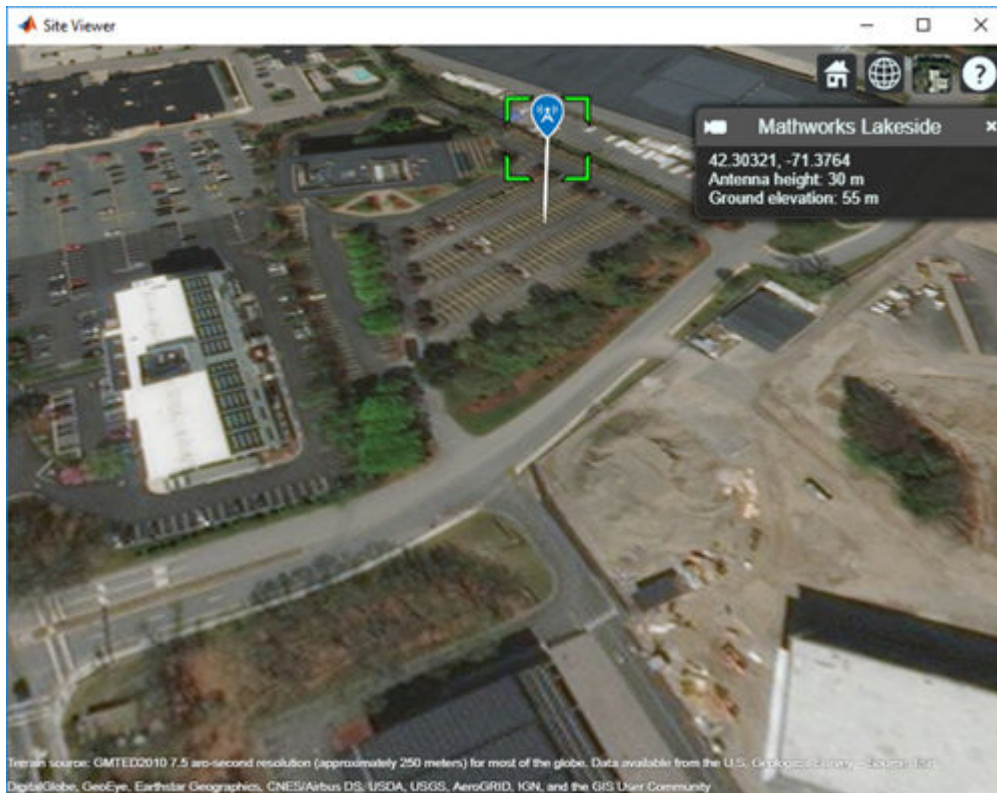 Site Viewer
Mathworks Lakeside
42.30321, -71.3764
Antenna height: 30 m
Ground elevation: 55 m
Terrain source: GMTED2010 7.5 arc-second resolution (approximately 250 meters) for most of the globe. Data available from the U.S. Geological Survey
DigitalGlobe, GeoEye, Earthstar Geographics, CNES/Airbus DS, USDA, USGS, AeroGRID, IGN, and the GIS User Community